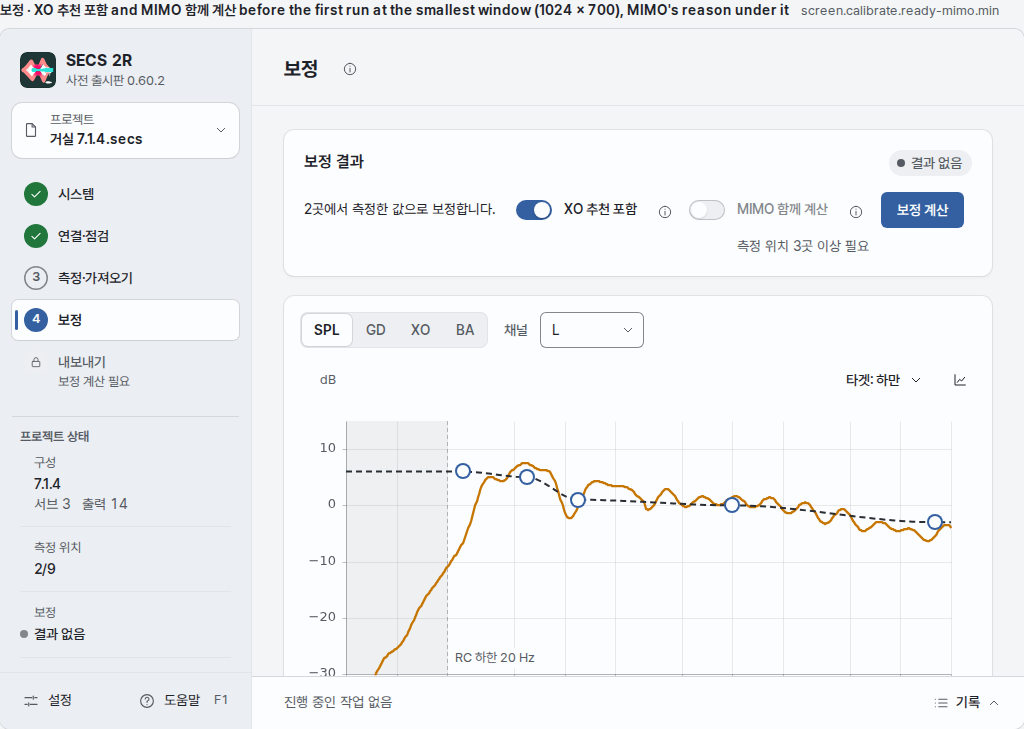 보정 · XO 추천 포함 and MIMO 함께 계산 before the first run at the smallest window (1024 × 700), MIMO's reason under it screen.calibrate.ready-mimo.min
SECS 2R
사전 출시판 0.60.2
프로젝트
거실 7.1.4.secs
시스템
연결·점검
3 측정·가져오기
4 보정
내보내기
보정 계산 필요
프로젝트 상태
구성
7.1.4
서브 3 출력 14
측정 위치
2/9
보정
결과 없음
설정
도움말 F1
보정
보정 결과
결과 없음
2곳에서 측정한 값으로 보정합니다.
XO 추천 포함
MIMO 함께 계산
보정 계산
측정 위치 3곳 이상 필요
SPL GD XO BA 채널 L
dB
타겟: 하만
10
0
−10
−20
−30
RC 하한 20 Hz
진행 중인 작업 없음
기록